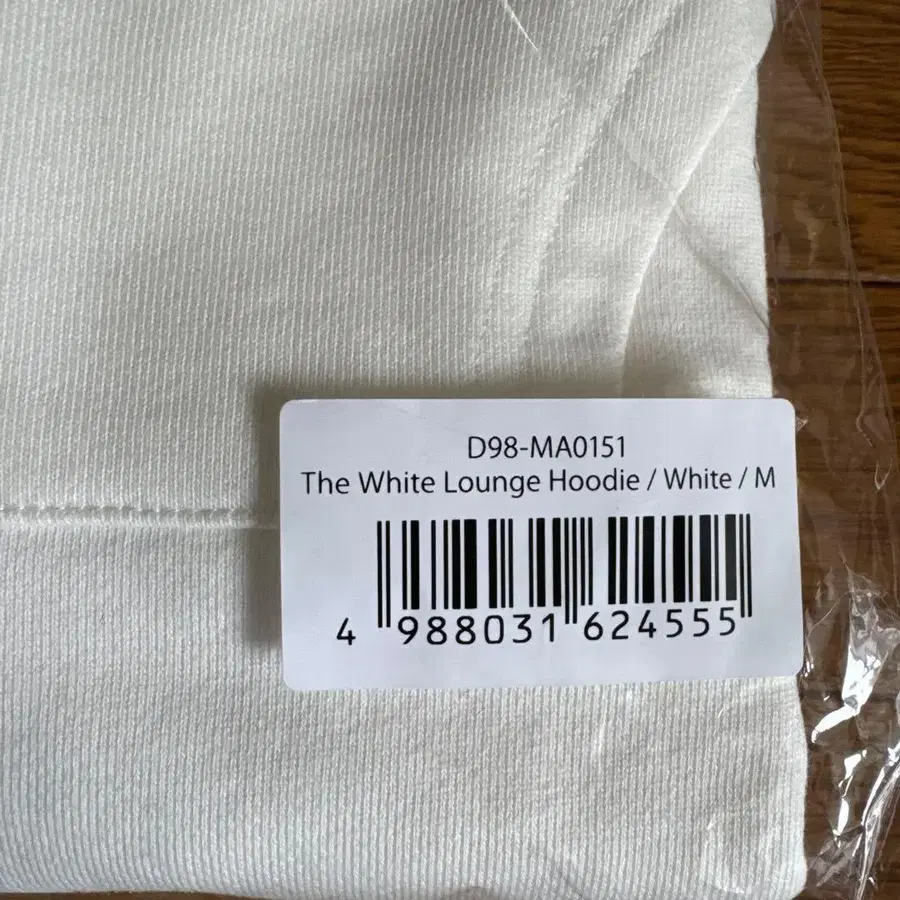 D98-MA0151
The White Lounge Hoodie / White / M
4 988031 624555